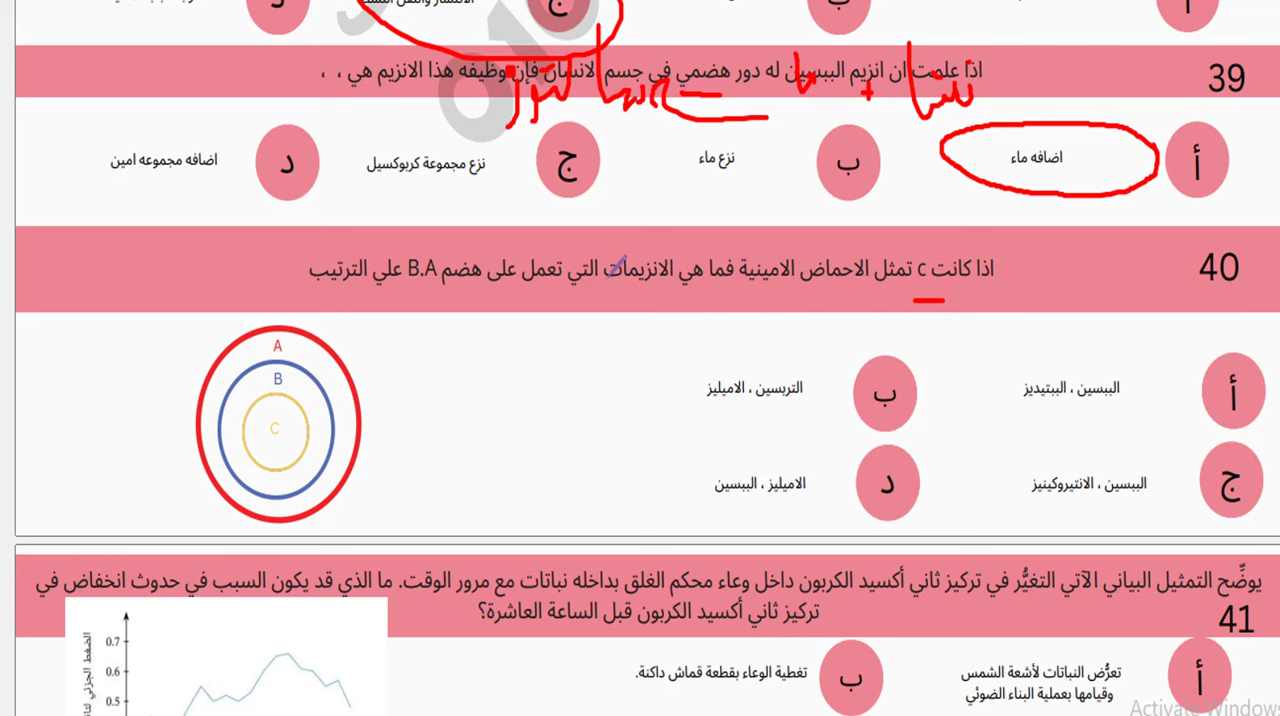 أ
ب
ج
د
39
اذا علمت ان انزيم الببسين له دور هضمي في جسم الانسان فإن وظيفه هذا الانزيم هي ، ،
أ اضافه ماء
ب نزع ماء
ج نزع مجموعة كربوكسيل
د اضافه مجموعه امين
40
اذا كانت c تمثل الاحماض الامينية فما هي الانزيمات التي تعمل على هضم B.A علي الترتيب
أ الببسين ، الببتيديز
ب التربسين ، الاميليز
ج الببسين ، الانتيروكينيز
د الاميليز ، الببسين
A
B
C
يوضِّح التمثيل البياني الآتي التغيُّر في تركيز ثاني أكسيد الكربون داخل وعاء محكم الغلق بداخله نباتات مع مرور الوقت. ما الذي قد يكون السبب في حدوث انخفاض في
تركيز ثاني أكسيد الكربون قبل الساعة العاشرة؟
41
أ تعرُّض النباتات لأشعة الشمس
وقيامها بعملية البناء الضوئي
ب تغطية الوعاء بقطعة قماش داكنة.
0.7
0.6
0.5
Activate Windows